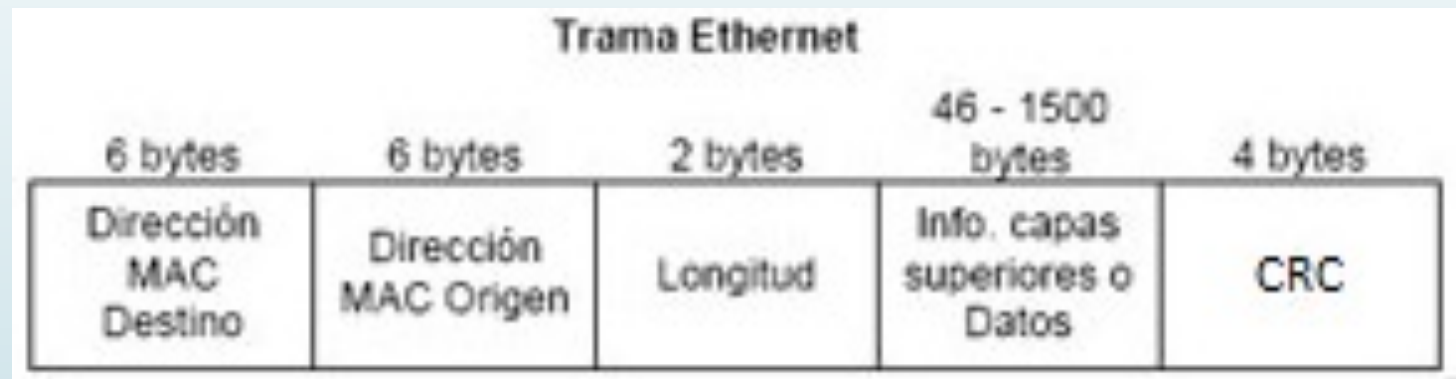 Trama Ethernet
6 bytes
6 bytes
2 bytes
46 - 1500
bytes
4 bytes
Dirección
MAC
Destino
Dirección
MAC Origen
Longitud
Info. capas
superiores o
Datos
CRC